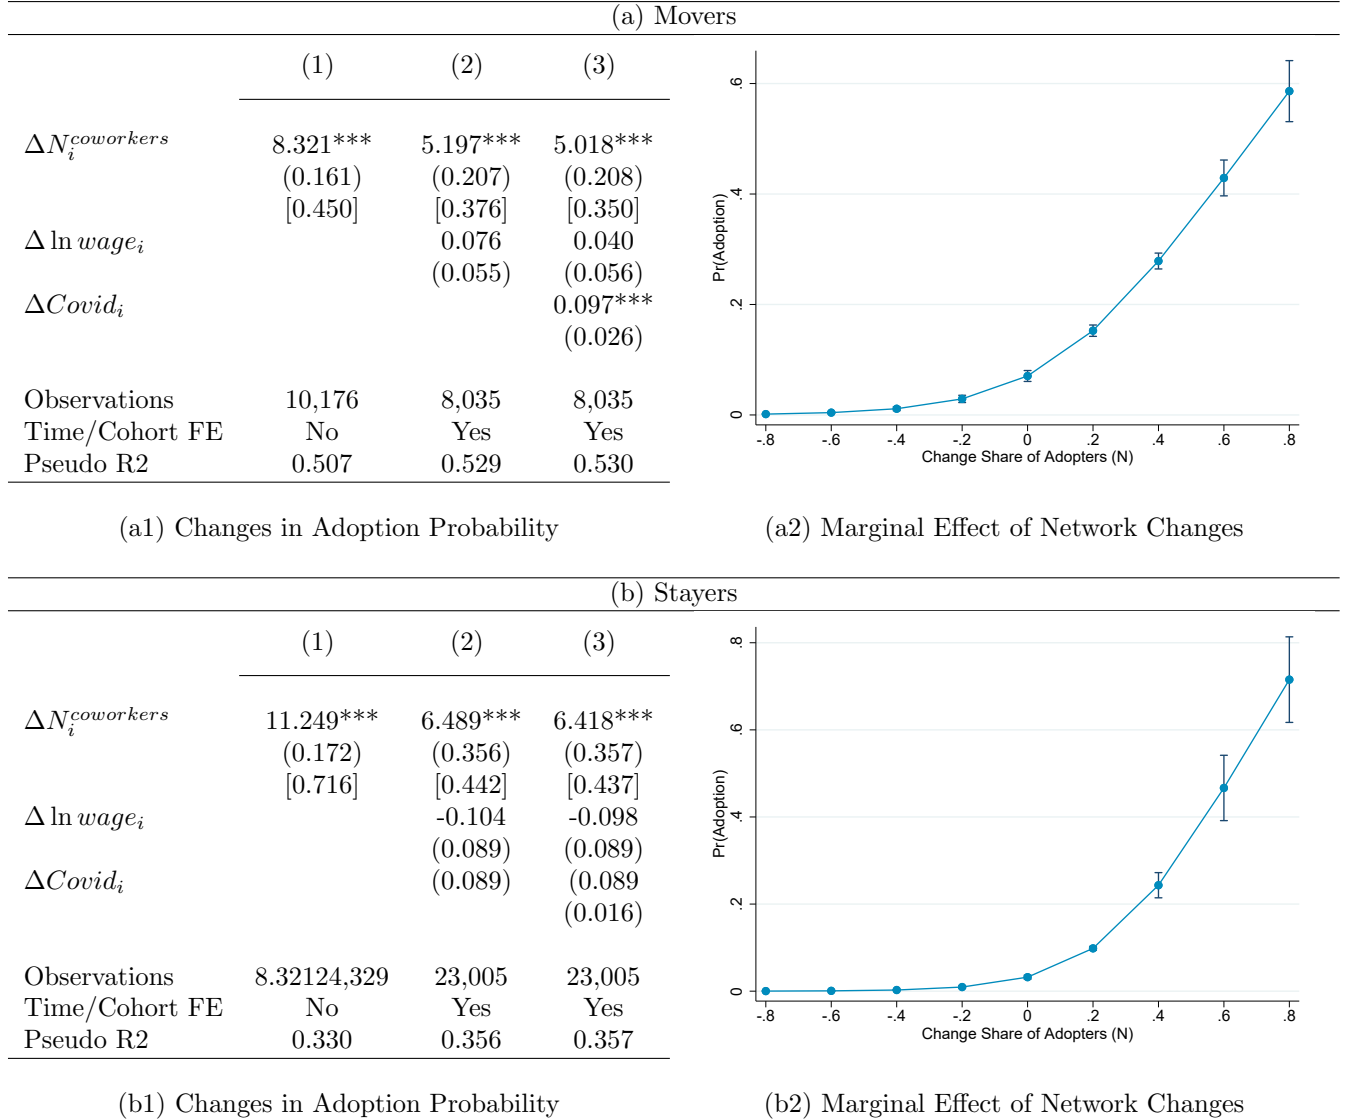 (a) Movers
(1) (2) (3)
ΔN_i^{coworkers} 8.321*** 5.197*** 5.018***
(0.161) (0.207) (0.208)
[0.450] [0.376] [0.350]
Δ ln wage_i 0.076 0.040
(0.055) (0.056)
ΔCovid_i 0.097***
(0.026)
Observations 10,176 8,035 8,035
Time/Cohort FE No Yes Yes
Pseudo R2 0.507 0.529 0.530
(a1) Changes in Adoption Probability
Pr(Adoption)
.6
.4
.2
0
-.8 -.6 -.4 -.2 0 .2 .4 .6 .8
Change Share of Adopters (N)
(a2) Marginal Effect of Network Changes
(b) Stayers
(1) (2) (3)
ΔN_i^{coworkers} 11.249*** 6.489*** 6.418***
(0.172) (0.356) (0.357)
[0.716] [0.442] [0.437]
Δ ln wage_i -0.104 -0.098
(0.089) (0.089)
ΔCovid_i (0.089) (0.089
(0.016)
Observations 8.32124,329 23,005 23,005
Time/Cohort FE No Yes Yes
Pseudo R2 0.330 0.356 0.357
(b1) Changes in Adoption Probability
Pr(Adoption)
.8
.6
.4
.2
0
-.8 -.6 -.4 -.2 0 .2 .4 .6 .8
Change Share of Adopters (N)
(b2) Marginal Effect of Network Changes